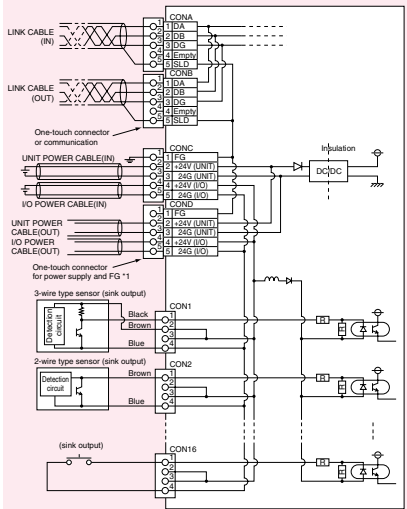 CONA
LINK CABLE
(IN)
1 DA
2 DB
3 DG
4 Empty
5 SLD
CONB
LINK CABLE
(OUT)
1 DA
2 DB
3 DG
4 Empty
5 SLD
One-touch connector
or communication
CONC
UNIT POWER CABLE(IN)
1 FG
2 +24V (UNIT)
3 24G (UNIT)
4 +24V (I/O)
5 24G (I/O)
I/O POWER CABLE(IN)
Insulation
DC/DC
COND
UNIT POWER
CABLE(OUT)
I/O POWER
CABLE(OUT)
1 FG
2 +24V (UNIT)
3 24G (UNIT)
4 +24V (I/O)
5 24G (I/O)
One-touch connector
for power supply and FG *1
3-wire type sensor (sink output)
Detection
circuit
Black
Brown
Blue
CON1
1
2
3
4
R
R
2-wire type sensor (sink output)
Detection
circuit
Brown
Blue
CON2
1
2
3
4
R
R
(sink output)
CON16
1
2
3
4
R
R